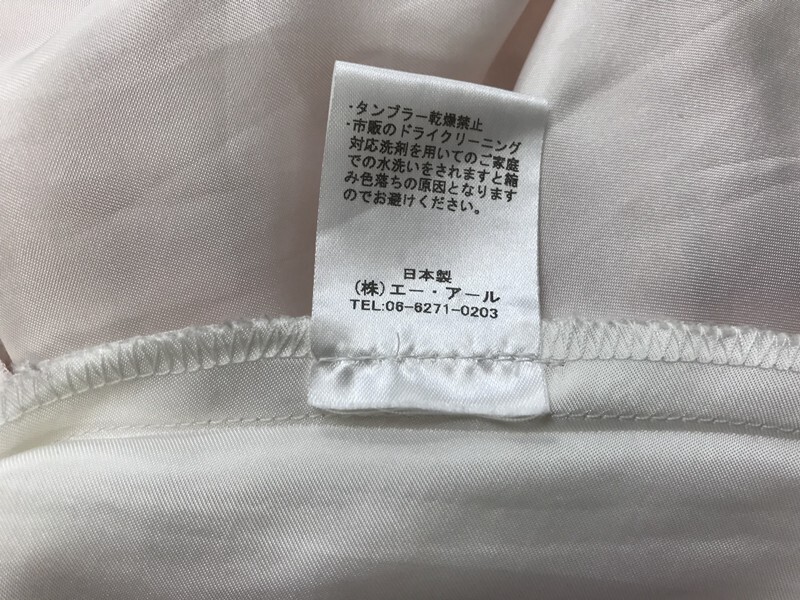 ・タンブラー乾燥禁止
・市販のドライクリーニング
対応洗剤を用いてのご家庭
での水洗いをされますと縮
み色落ちの原因となります
のでお避けください。
日本製
(株)エー・アール
TEL:06-6271-0203